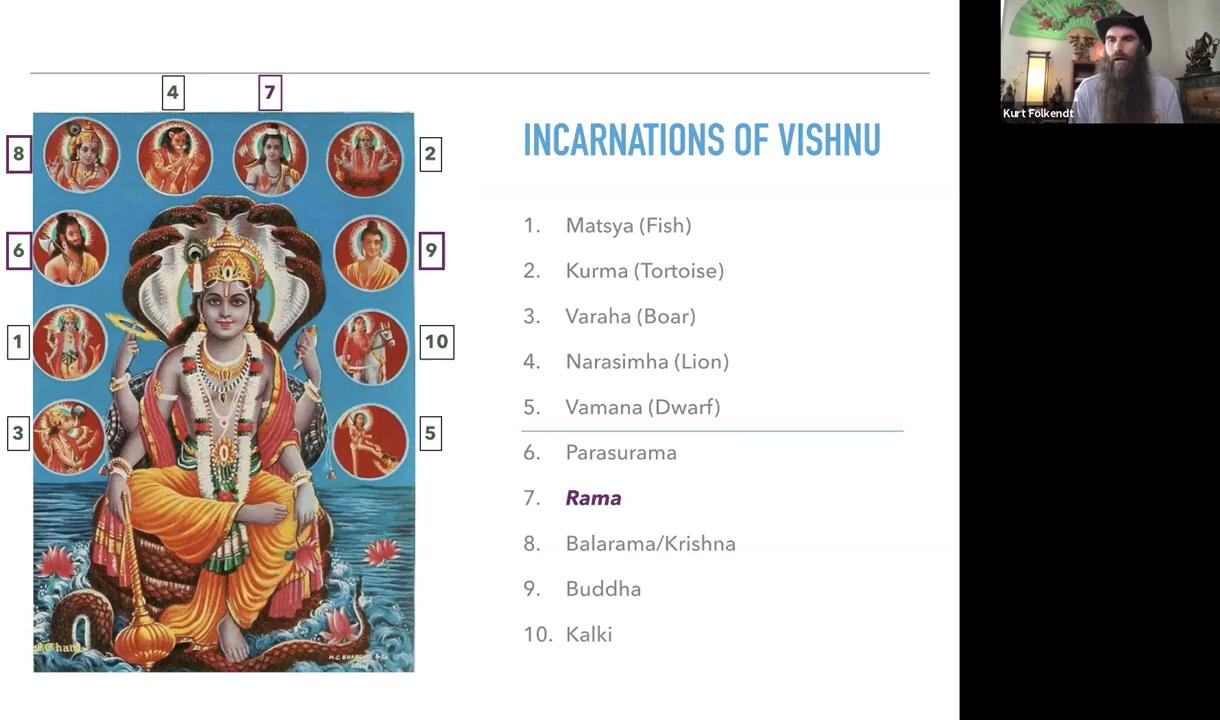 4
7
8
2
6
9
1
10
3
5
INCARNATIONS OF VISHNU
1. Matsya (Fish)
2. Kurma (Tortoise)
3. Varaha (Boar)
4. Narasimha (Lion)
5. Vamana (Dwarf)
6. Parasurama
7. Rama
8. Balarama/Krishna
9. Buddha
10. Kalki
Kurt Folkendt